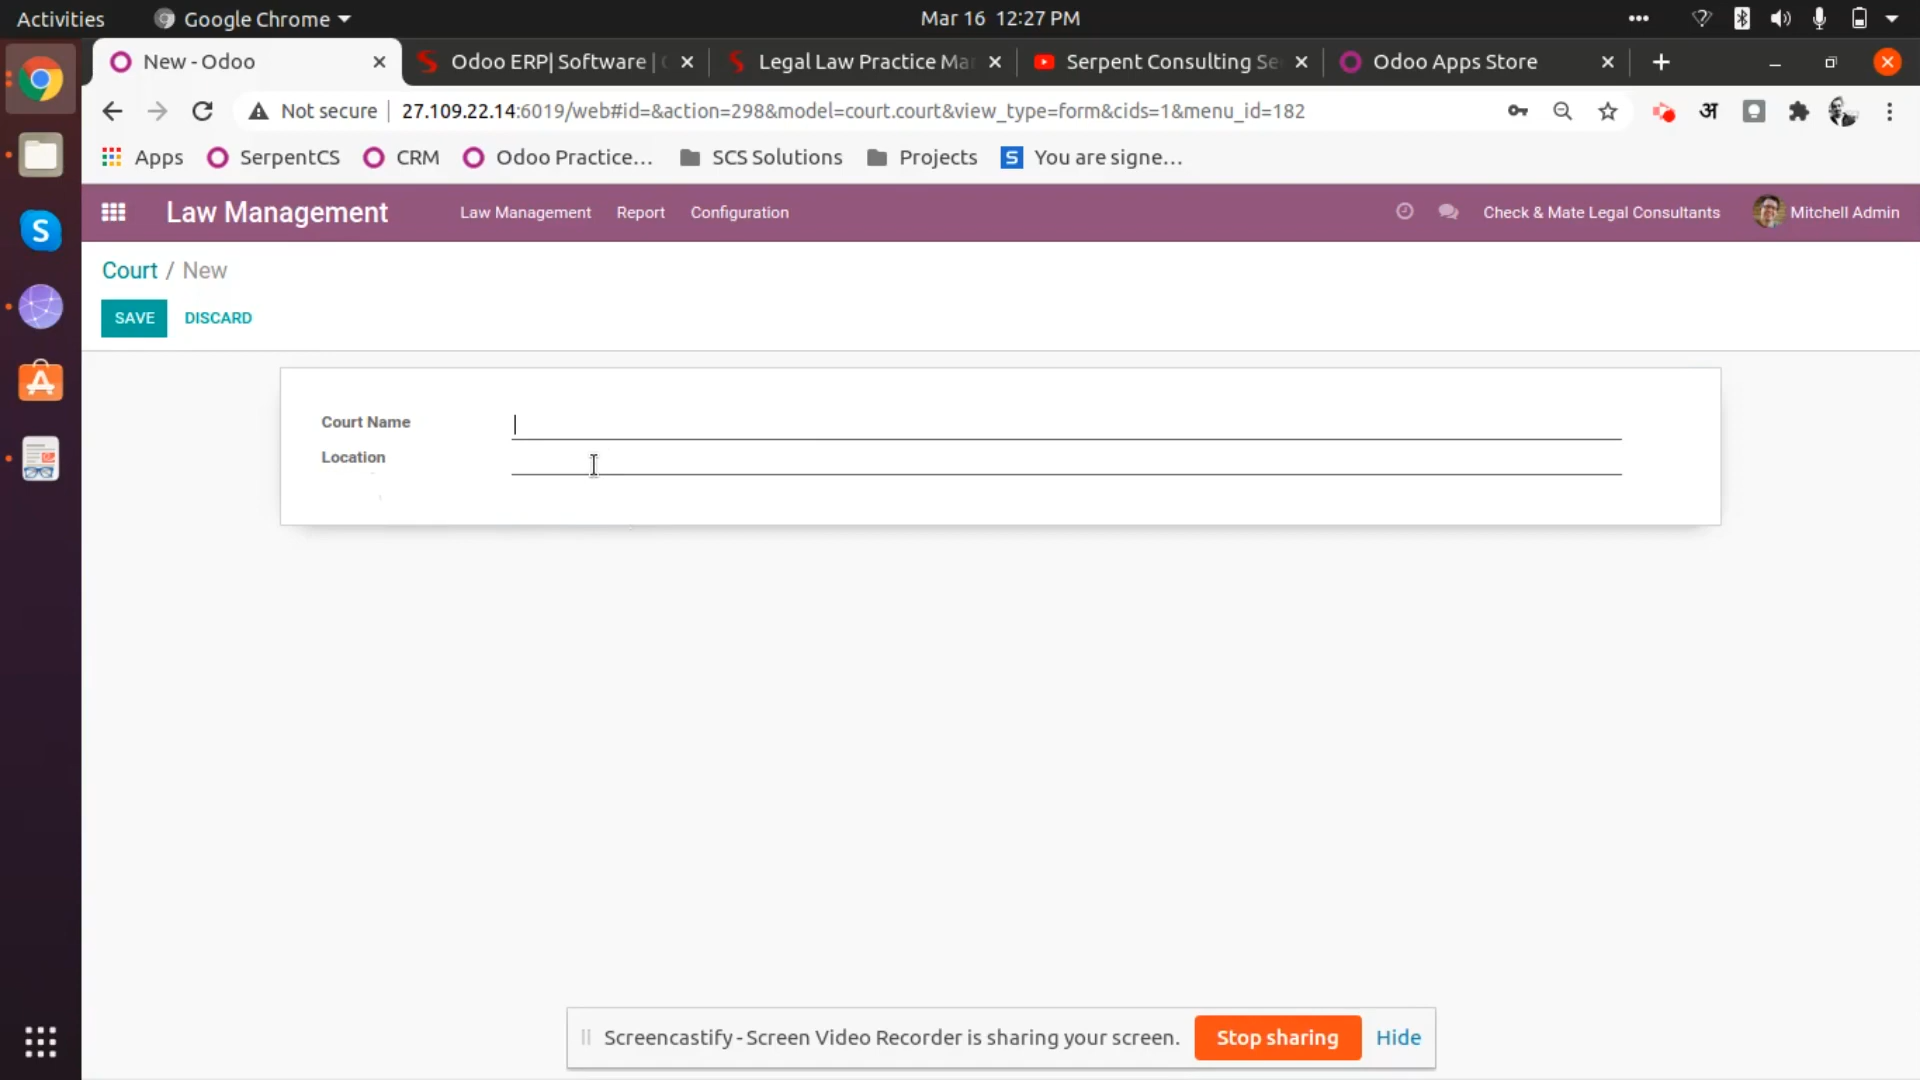 Activities Google Chrome Mar 16 12:27 PM
New - Odoo Odoo ERP| Software | Legal Law Practice Ma Serpent Consulting Se Odoo Apps Store
Not secure 27.109.22.14:6019/web#id=&action=298&model=court.court&view_type=form&cids=1&menu_id=182 अ
Apps SerpentCS CRM Odoo Practice... SCS Solutions Projects S You are signe...
Law Management Law Management Report Configuration Check & Mate Legal Consultants Mitchell Admin
Court / New
SAVE DISCARD
Court Name
Location
Screencastify - Screen Video Recorder is sharing your screen. Stop sharing Hide